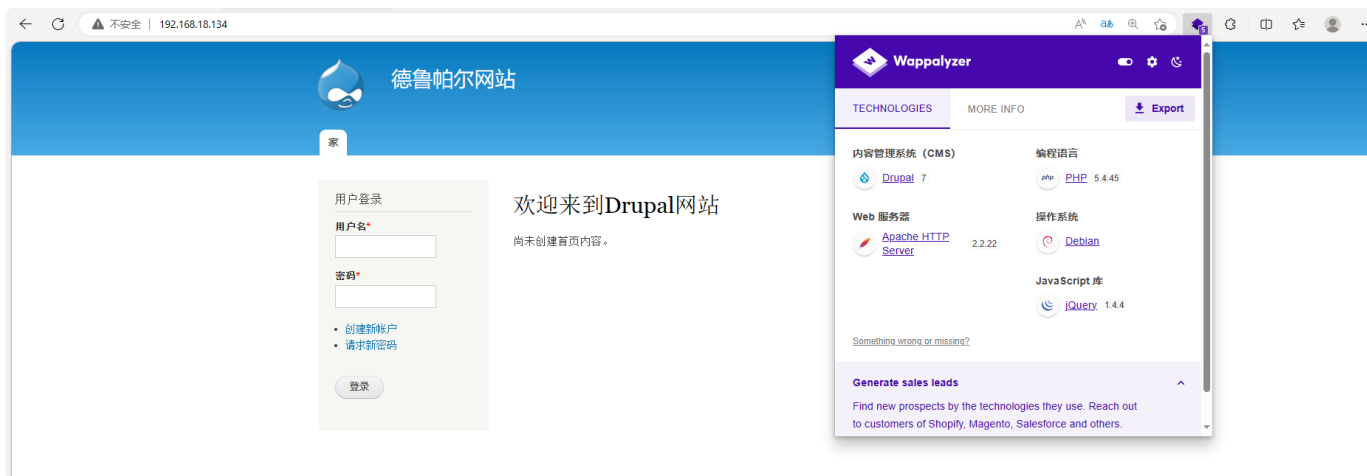 不安全 | 192.168.18.134
德鲁帕尔网站
家
用户登录
用户名*
密码*
创建新帐户
请求新密码
登录
欢迎来到Drupal网站
尚未创建首页内容。
5
Wappalyzer
TECHNOLOGIES
MORE INFO
Export
内容管理系统（CMS）
Drupal 7
编程语言
php PHP 5.4.45
Web 服务器
Apache HTTP
Server 2.2.22
操作系统
Debian
JavaScript 库
jQuery 1.4.4
Something wrong or missing?
Generate sales leads
Find new prospects by the technologies they use. Reach out
to customers of Shopify, Magento, Salesforce and others.